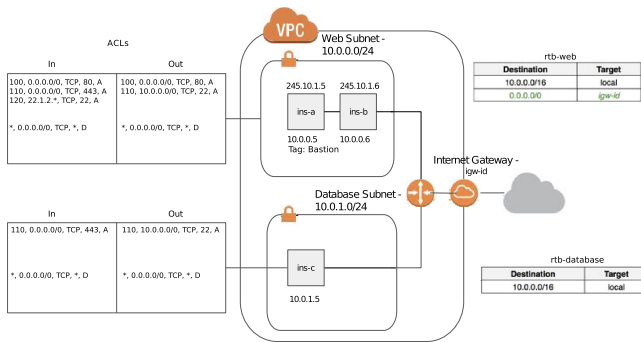 ACLs
In
Out
100, 0.0.0.0/0, TCP, 80, A
110, 0.0.0.0/0, TCP, 443, A
120, 22.1.2.*, TCP, 22, A
*, 0.0.0.0/0, TCP, *, D
100, 0.0.0.0/0, TCP, 80, A
110, 10.0.0.0/0, TCP, 22, A
*, 0.0.0.0/0, TCP, *, D
In
Out
110, 0.0.0.0/0, TCP, 443, A
*, 0.0.0.0/0, TCP, *, D
110, 10.0.0.0/0, TCP, 22, A
*, 0.0.0.0/0, TCP, *, D
VPC
Web Subnet -
10.0.0.0/24
245.10.1.5
245.10.1.6
ins-a
ins-b
10.0.0.5
10.0.0.6
Tag: Bastion
Database Subnet -
10.0.1.0/24
ins-c
10.0.1.5
Internet Gateway -
igw-id
rtb-web
Destination
Target
10.0.0.0/16
local
0.0.0.0/0
igw-id
rtb-database
Destination
Target
10.0.0.0/16
local